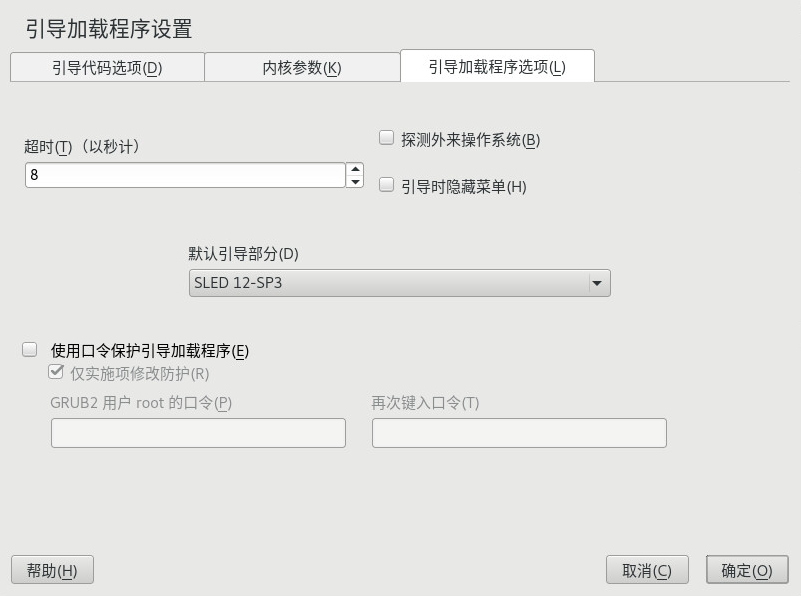 引导加载程序设置
引导代码选项(D) 内核参数(K) 引导加载程序选项(L)
超时(T)（以秒计）
8
探测外来操作系统(B)
引导时隐藏菜单(H)
默认引导部分(D)
SLED 12-SP3
使用口令保护引导加载程序(E)
仅实施项修改防护(R)
GRUB2 用户 root 的口令(P) 再次键入口令(T)
帮助(H) 取消(C) 确定(O)